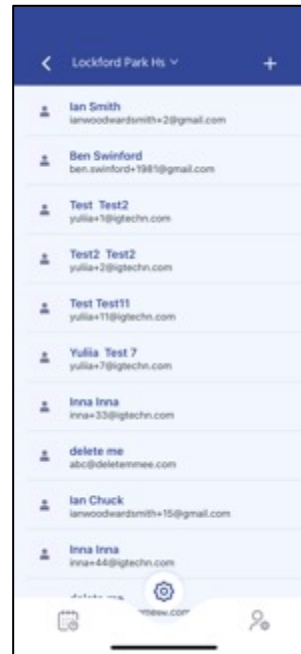 Lockford Park Hs
Ian Smith
ianwoodwardsmith+2@gmail.com
Ben Swinford
ben.swinford+1981@gmail.com
Test Test2
yuliia+1@igtechn.com
Test2 Test2
yuliia+2@igtechn.com
Test Test11
yuliia+11@igtechn.com
Yuliia Test 7
yuliia+7@igtechn.com
Inna Inna
inna+33@igtechn.com
delete me
abc@deletemmee.com
Ian Chuck
ianwoodwardsmith+15@gmail.com
Inna Inna
inna+44@igtechn.com